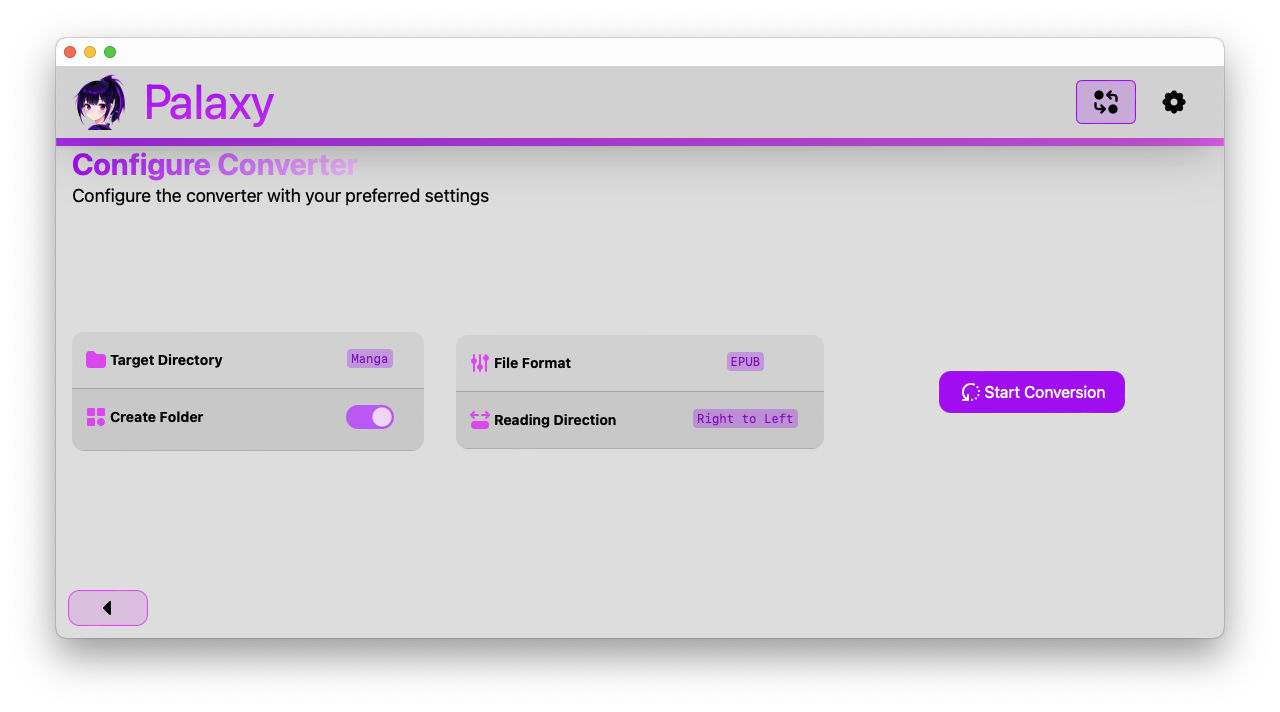 Palaxy
Configure Converter
Configure the converter with your preferred settings
Target Directory Manga
Create Folder
File Format EPUB
Reading Direction Right to Left
Start Conversion